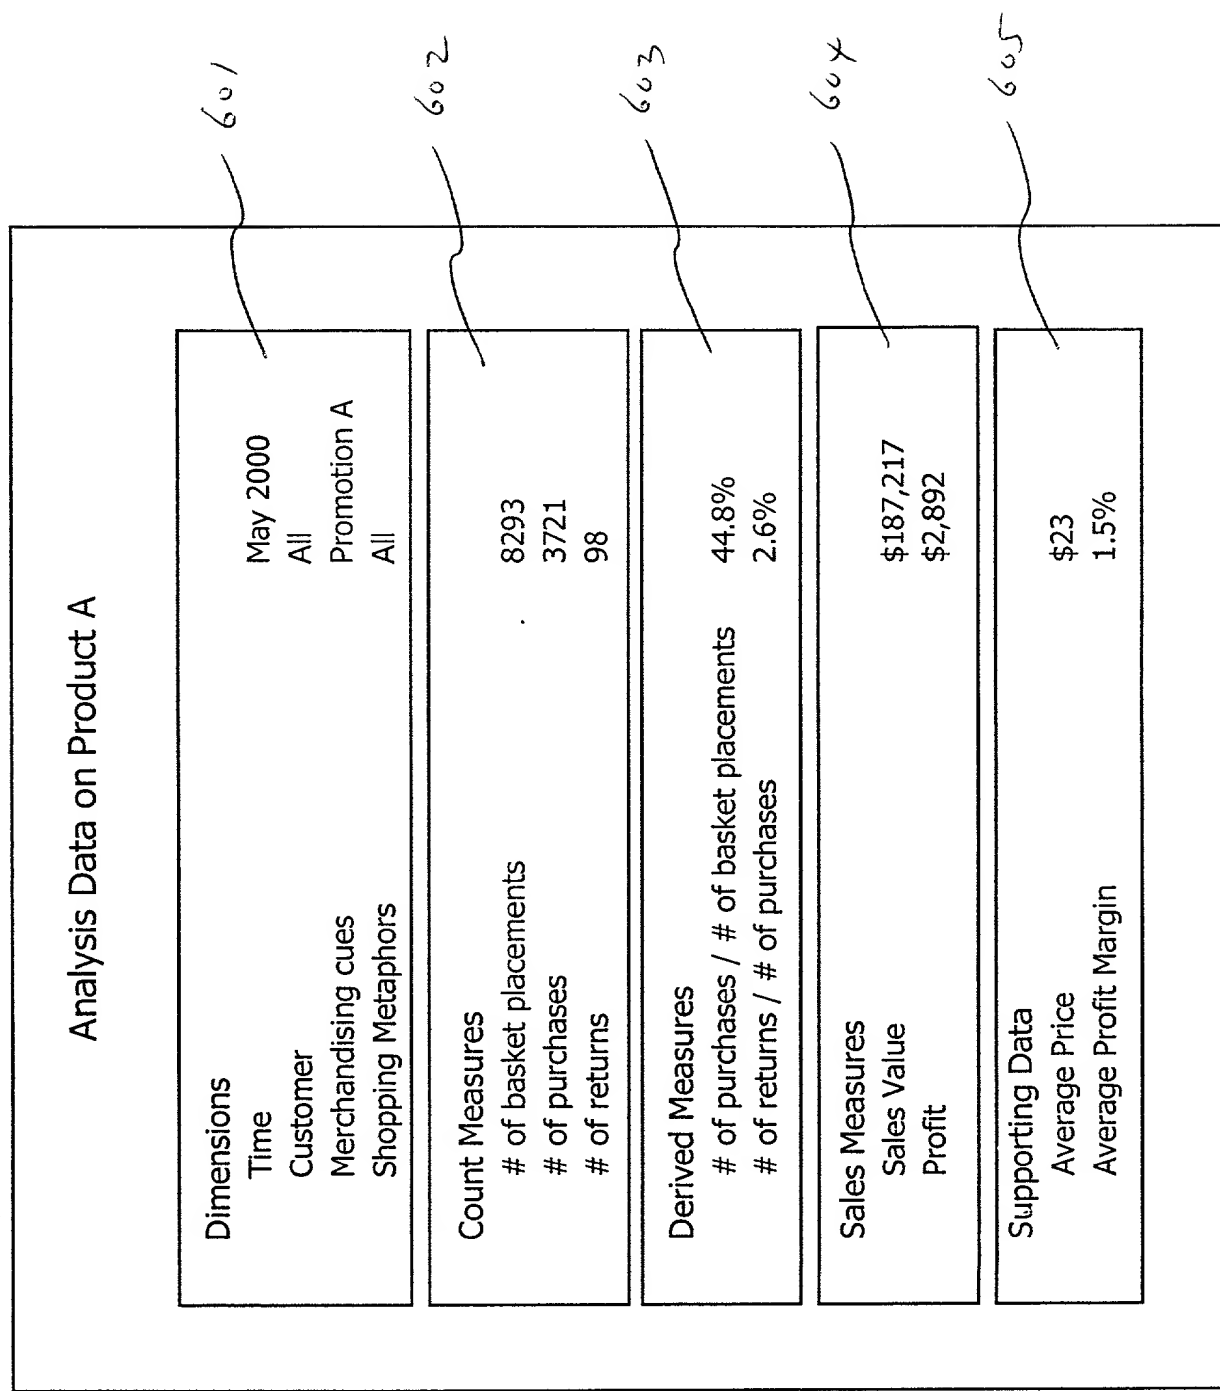 Analysis Data on Product A
Dimensions
Time May 2000
Customer All
Merchandising cues Promotion A
Shopping Metaphors All
601
Count Measures
# of basket placements 8293
# of purchases 3721
# of returns 98
602
Derived Measures
# of purchases / # of basket placements 44.8%
# of returns / # of purchases 2.6%
603
Sales Measures
Sales Value $187,217
Profit $2,892
604
Supporting Data
Average Price $23
Average Profit Margin 1.5%
605